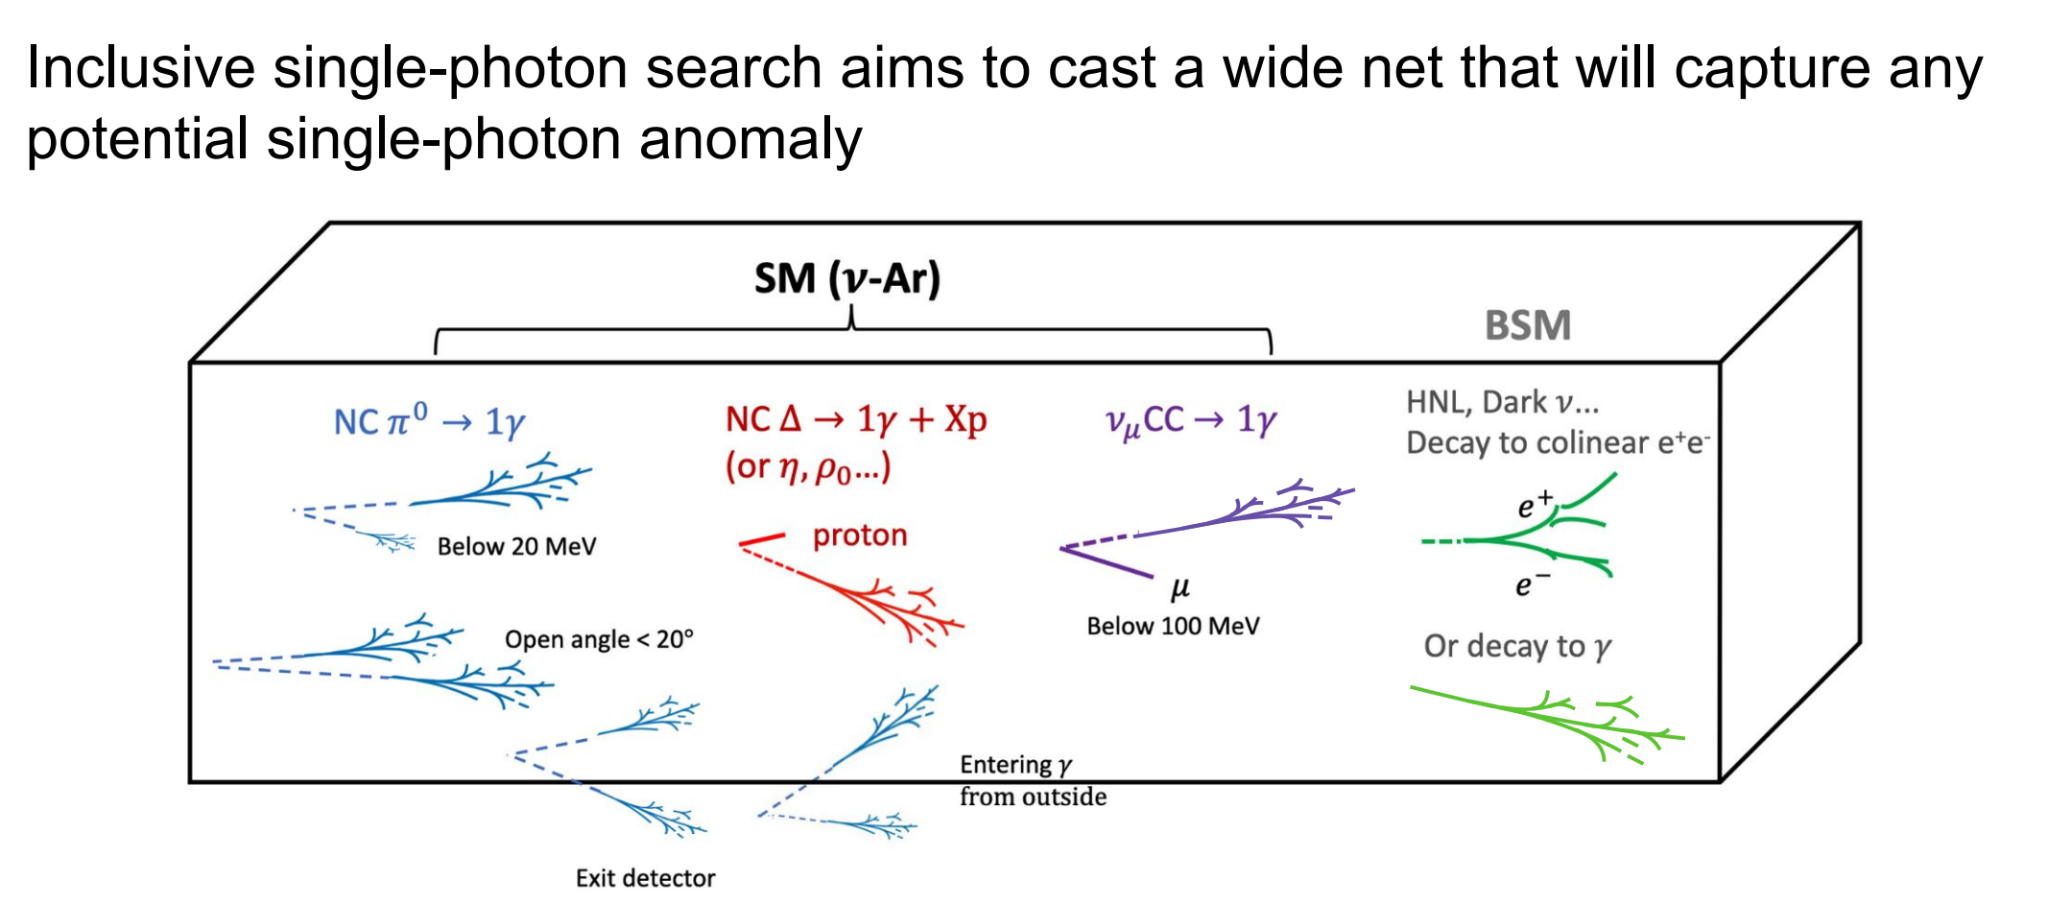 Inclusive single-photon search aims to cast a wide net that will capture any
potential single-photon anomaly
SM (ν-Ar)
BSM
NC π⁰ → 1γ
Below 20 MeV
Open angle < 20°
Exit detector
Entering γ
from outside
NC Δ → 1γ + Xp
(or η, ρ₀...)
proton
νμCC → 1γ
μ
Below 100 MeV
HNL, Dark ν...
Decay to colinear e⁺e⁻
e⁺
e⁻
Or decay to γ